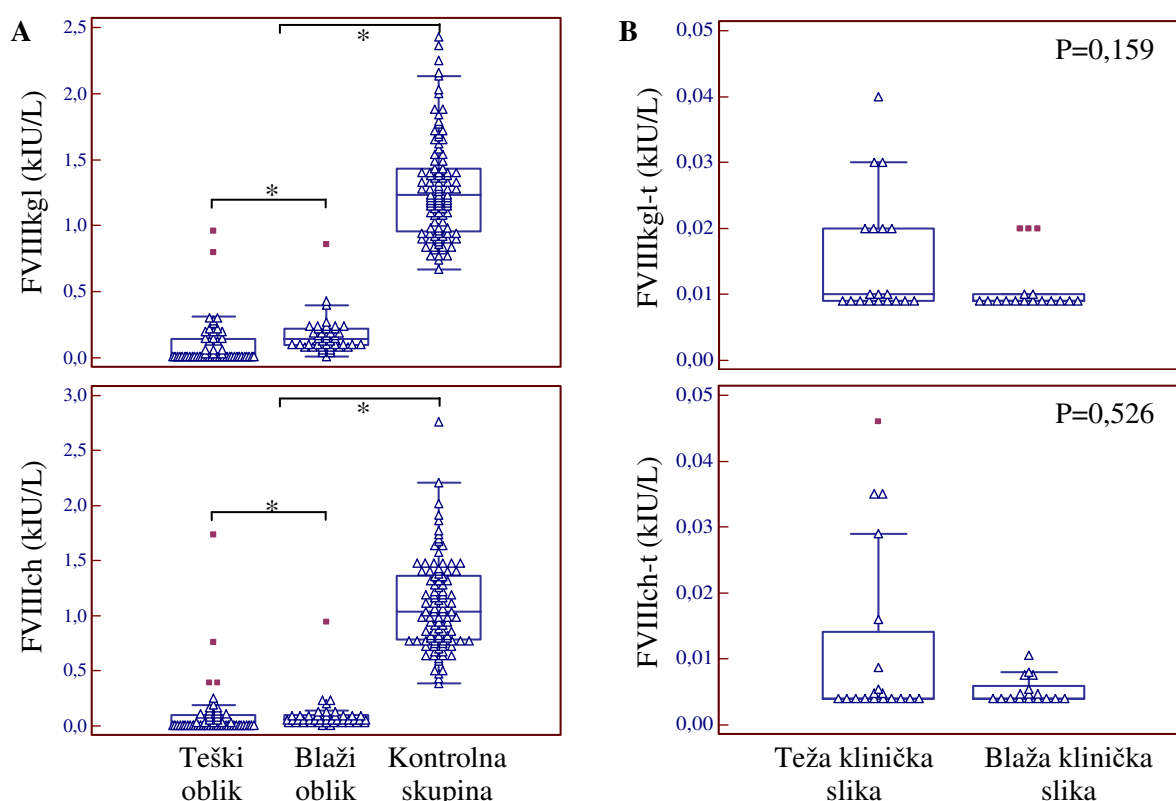 A
FVIIIkgl (kIU/L)
2,5
2,0
1,5
1,0
0,5
0,0
*
*
FVIIIch (kIU/L)
3,0
2,5
2,0
1,5
1,0
0,5
0,0
*
*
Teški oblik
Blaži oblik
Kontrolna skupina
B
FVIIIkgl-t (kIU/L)
0,05
0,04
0,03
0,02
0,01
0,00
P=0,159
FVIIIch-t (kIU/L)
0,05
0,04
0,03
0,02
0,01
0,00
P=0,526
Teža klinička slika
Blaža klinička slika